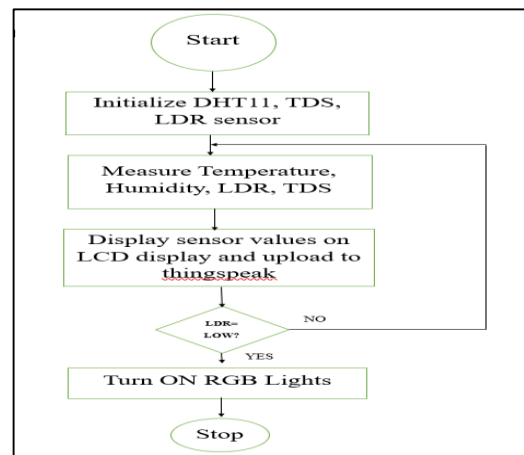 Start
Initialize DHT11, TDS,
LDR sensor
Measure Temperature,
Humidity, LDR, TDS
Display sensor values on
LCD display and upload to
thingspeak
LDR=
LOW?
NO
YES
Turn ON RGB Lights
Stop